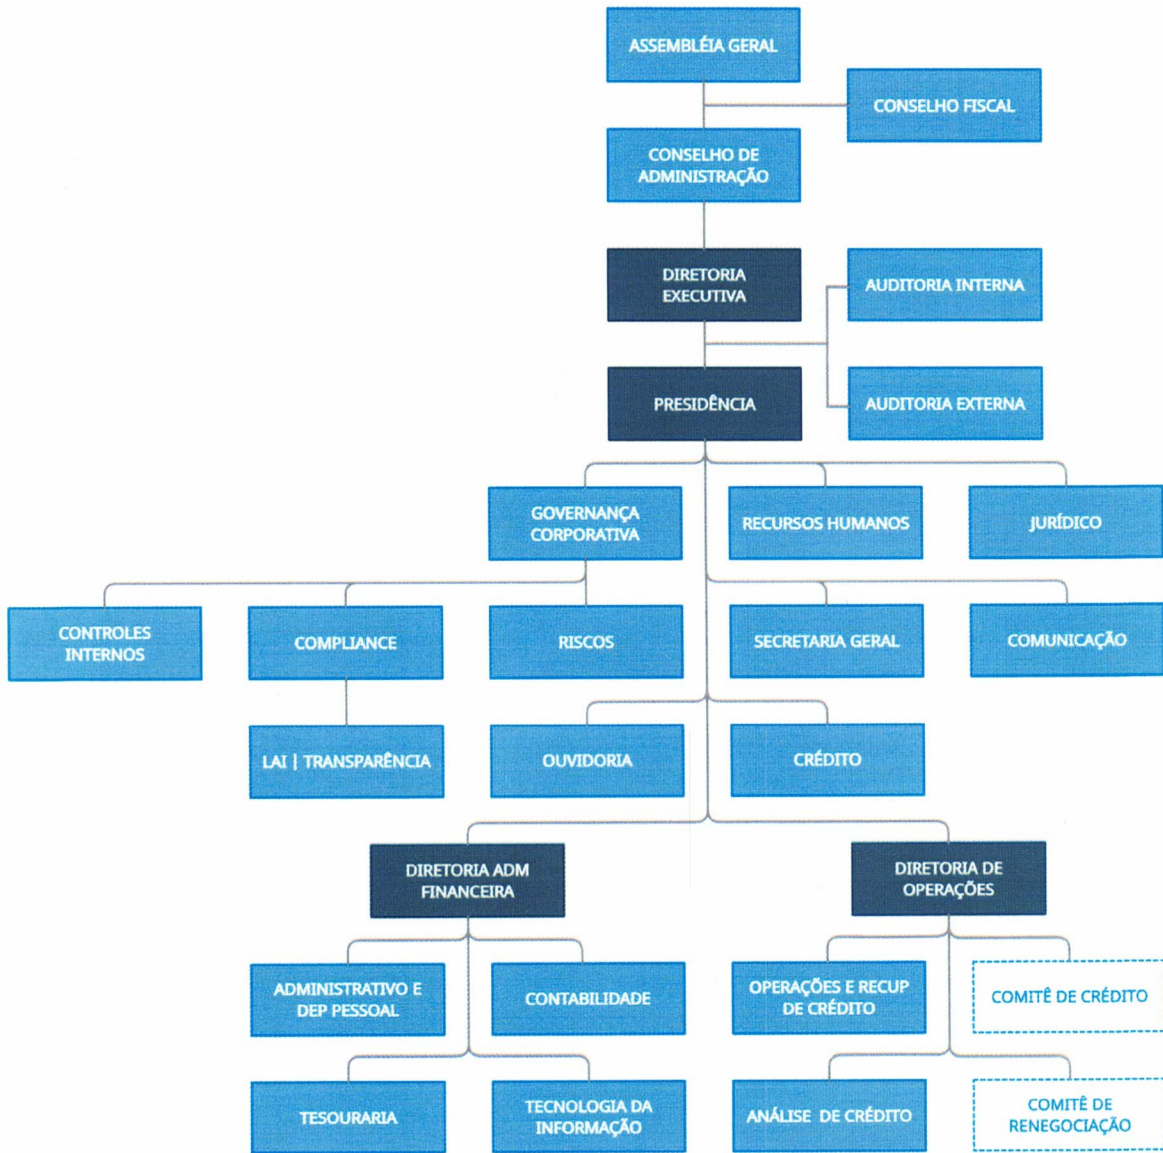 ASSEMBLÉIA GERAL
CONSELHO FISCAL
CONSELHO DE
ADMINISTRAÇÃO
DIRETORIA
EXECUTIVA
AUDITORIA INTERNA
PRESIDÊNCIA
AUDITORIA EXTERNA
GOVERNANÇA
CORPORATIVA
RECURSOS HUMANOS
JURÍDICO
CONTROLES
INTERNOS
COMPLIANCE
RISCOS
SECRETARIA GERAL
COMUNICAÇÃO
LAI | TRANSPARÊNCIA
OUVIDORIA
CRÉDITO
DIRETORIA ADM
FINANCEIRA
DIRETORIA DE
OPERAÇÕES
ADMINISTRATIVO E
DEP PESSOAL
CONTABILIDADE
OPERAÇÕES E RECUP
DE CRÉDITO
COMITÊ DE CRÉDITO
TESOURARIA
TECNOLOGIA DA
INFORMAÇÃO
ANÁLISE DE CRÉDITO
COMITÊ DE
RENEGOCIAÇÃO